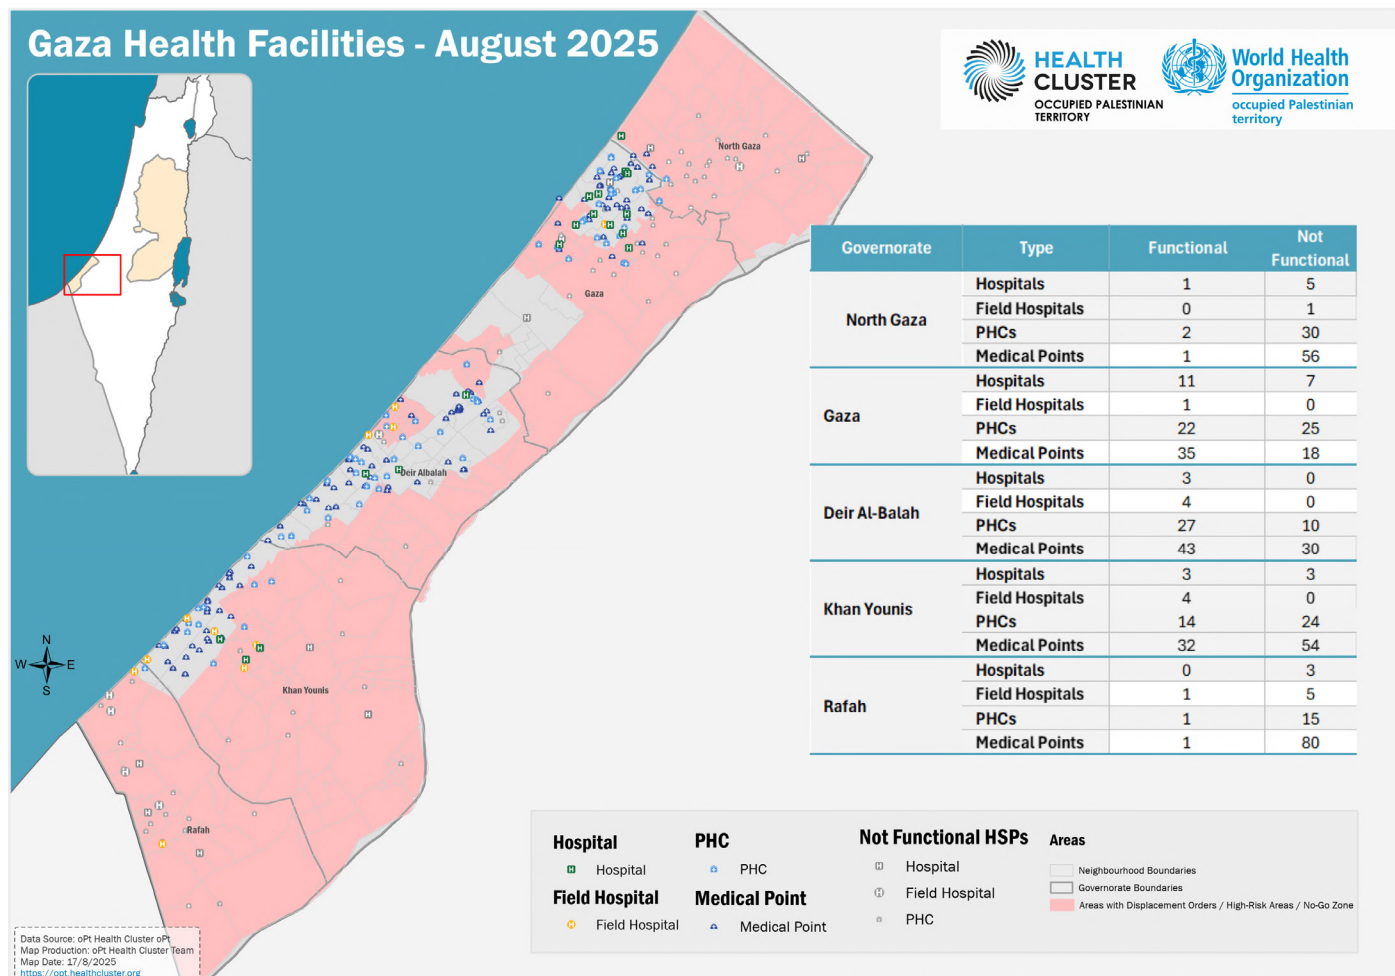 Gaza Health Facilities - August 2025
HEALTH
CLUSTER
OCCUPIED PALESTINIAN
TERRITORY
World Health
Organization
occupied Palestinian
territory
North Gaza
Gaza
Deir Albalah
Khan Younis
Rafah
N
W E
S
Governorate Type Functional Not Functional
North Gaza
Hospitals 1 5
Field Hospitals 0 1
PHCs 2 30
Medical Points 1 56
Gaza
Hospitals 11 7
Field Hospitals 1 0
PHCs 22 25
Medical Points 35 18
Deir Al-Balah
Hospitals 3 0
Field Hospitals 4 0
PHCs 27 10
Medical Points 43 30
Khan Younis
Hospitals 3 3
Field Hospitals 4 0
PHCs 14 24
Medical Points 32 54
Rafah
Hospitals 0 3
Field Hospitals 1 5
PHCs 1 15
Medical Points 1 80
Hospital
Hospital
Field Hospital
Field Hospital
PHC
PHC
Medical Point
Medical Point
Not Functional HSPs
Hospital
Field Hospital
PHC
Areas
Neighbourhood Boundaries
Governorate Boundaries
Areas with Displacement Orders / High-Risk Areas / No-Go Zone
Data Source: oPt Health Cluster oPt
Map Production: oPt Health Cluster Team
Map Date: 17/8/2025
https://opt.healthcluster.org